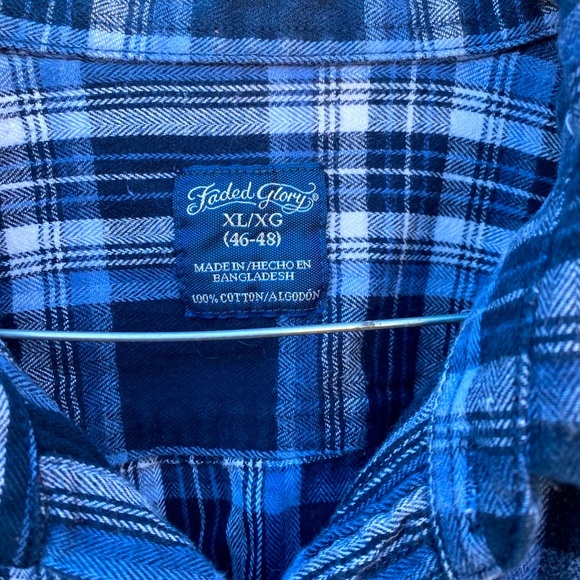 Faded Glory®
XL/XG
(46-48)
MADE IN/HECHO EN
BANGLADESH
100% COTTON/ALGODÓN